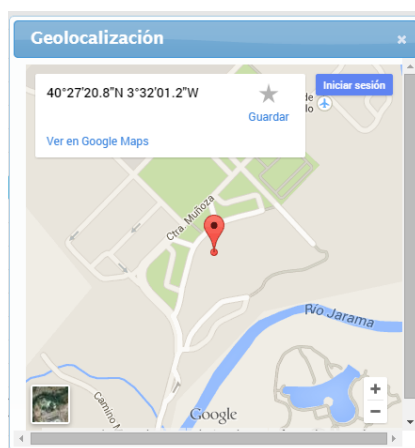 Geolocalización
40°27'20.8"N 3°32'01.2"W
Guardar
Ver en Google Maps
Iniciar sesión
Ctra. Muñoza
Río Jarama
Camino
Google